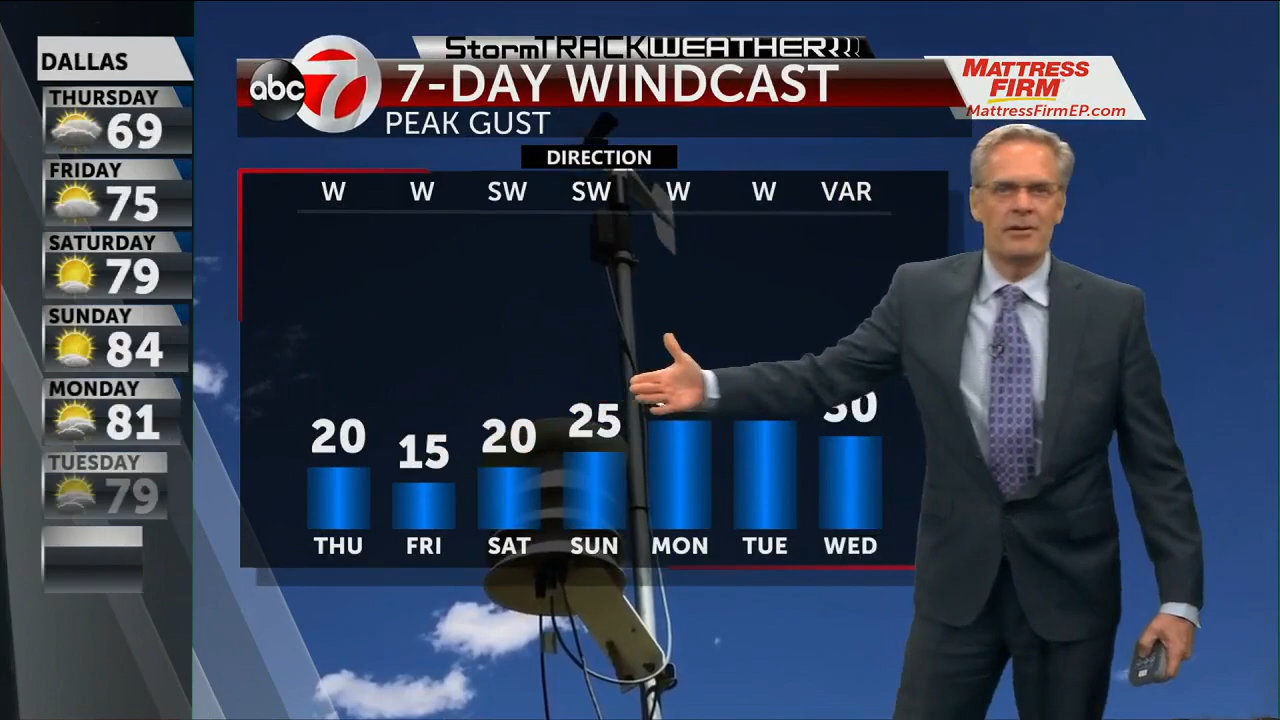 DALLAS
THURSDAY
69
FRIDAY
75
SATURDAY
79
SUNDAY
84
MONDAY
81
TUESDAY
79
StormTRACKWEATHER
abc 7
7-DAY WINDCAST
PEAK GUST
MATTRESS
FIRM
MattressFirmEP.com
DIRECTION
W W SW SW W W VAR
20 15 20 25 30
THU FRI SAT SUN MON TUE WED